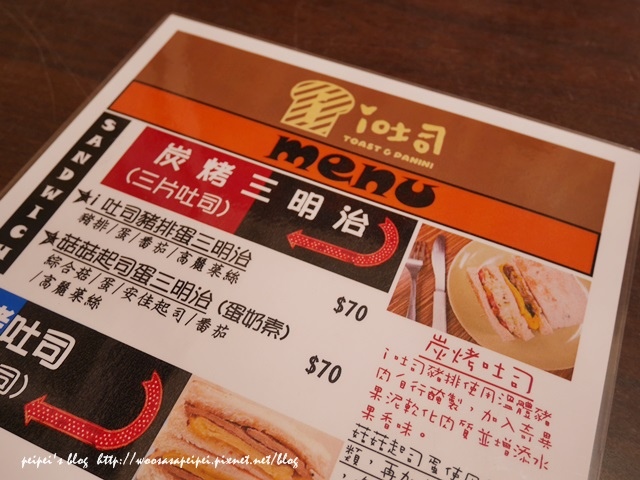 i吐司
TOAST & PANINI
menu
SANDWICH
炭烤三明治
(三片吐司)
★i 吐司豬排蛋三明治
豬排/蛋/番茄/高麗菜絲
$70
★菇菇起司蛋三明治(蛋奶素)
綜合菇/蛋/安佳起司/番茄
/高麗菜絲
$70
吐司
司)
炭烤吐司
i吐司豬排使用溫體豬
肉自行醃製,加入奇異
果泥軟化肉質並增添水
果香味。
菇菇起司蛋使用
類,再加
peipei's blog http://woosasapeipei.pixnet.net/blog